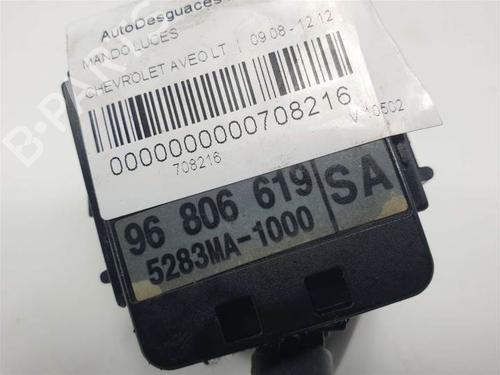 AutoDesguaces
MANDO LUCES
CHEVROLET AVEO LT | 09.08 - 12.12
0000000000708216
708216
V 10502
96 806 619 SA
5283MA-1000
B-PARTS